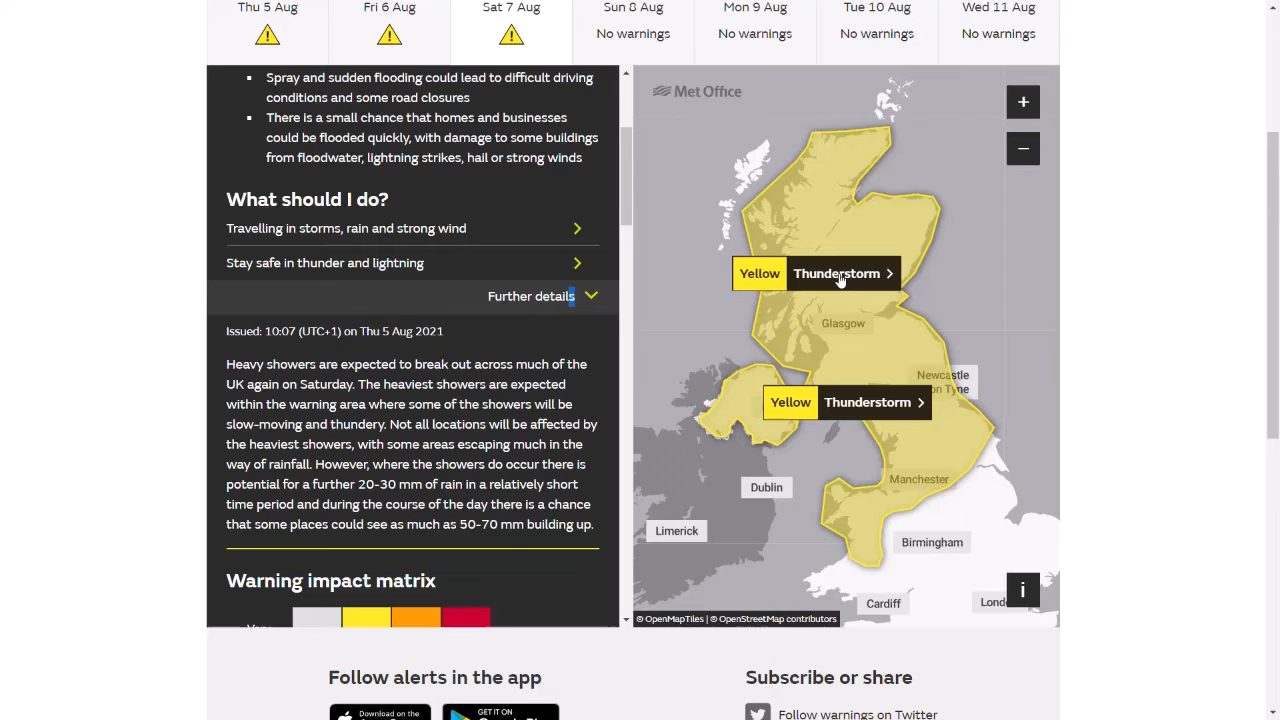 Thu 5 Aug
Fri 6 Aug
Sat 7 Aug
Sun 8 Aug
Mon 9 Aug
Tue 10 Aug
Wed 11 Aug
No warnings
No warnings
No warnings
No warnings
Spray and sudden flooding could lead to difficult driving
conditions and some road closures
There is a small chance that homes and businesses
could be flooded quickly, with damage to some buildings
from floodwater, lightning strikes, hail or strong winds
What should I do?
Travelling in storms, rain and strong wind
Stay safe in thunder and lightning
Further details
Issued: 10:07 (UTC+1) on Thu 5 Aug 2021
Heavy showers are expected to break out across much of the
UK again on Saturday. The heaviest showers are expected
within the warning area where some of the showers will be
slow-moving and thundery. Not all locations will be affected by
the heaviest showers, with some areas escaping much in the
way of rainfall. However, where the showers do occur there is
potential for a further 20-30 mm of rain in a relatively short
time period and during the course of the day there is a chance
that some places could see as much as 50-70 mm building up.
Warning impact matrix
Met Office
+
−
Yellow Thunderstorm
Glasgow
Newcastle
on Tyne
Yellow Thunderstorm
Manchester
Dublin
Limerick
Birmingham
Cardiff
i
© OpenMapTiles | © OpenStreetMap contributors
Follow alerts in the app
Download on the
GET IT ON
Subscribe or share
Follow warnings on Twitter